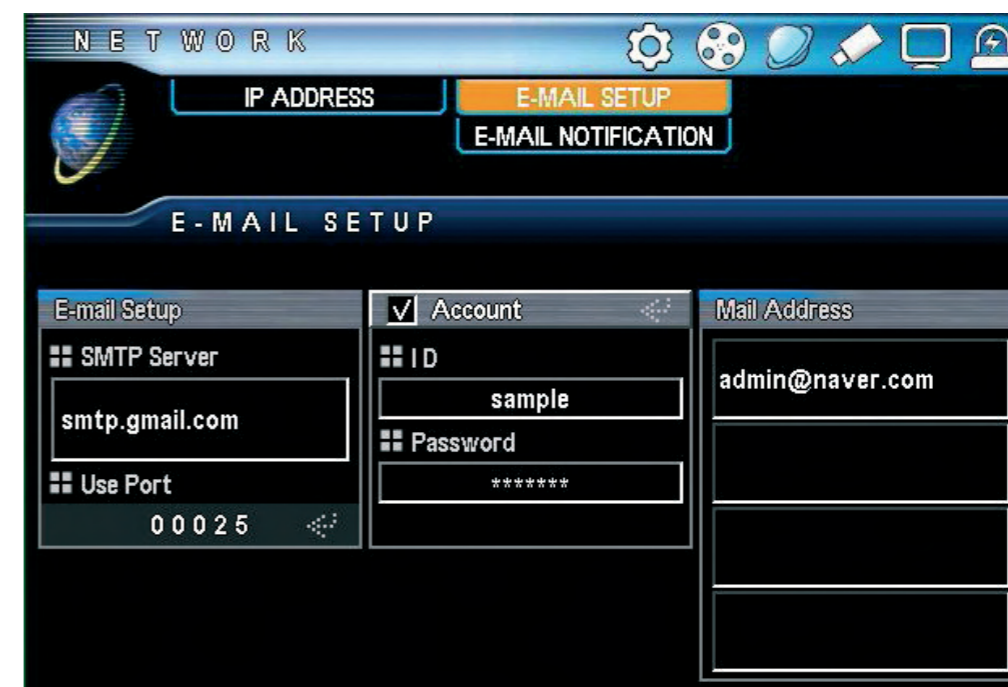 NETWORK
IP ADDRESS
E-MAIL SETUP
E-MAIL NOTIFICATION
E-MAIL SETUP
E-mail Setup
SMTP Server
smtp.gmail.com
Use Port
00025
Account
ID
sample
Password
*******
Mail Address
admin@naver.com